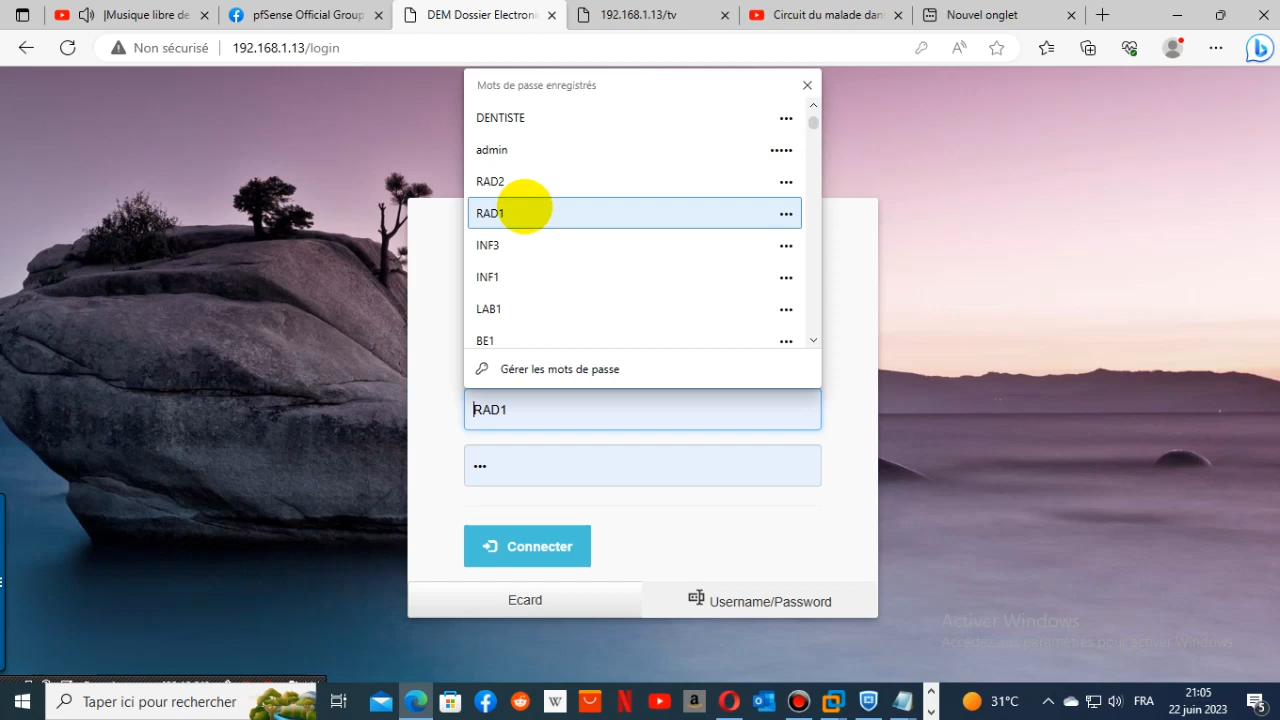 |Musique libre de
pfSense Official Group
DEM Dossier Electroni
192.168.1.13/tv
Circuit du malade dans
Nouvel onglet
Non sécurisé
192.168.1.13/login
Mots de passe enregistrés
DENTISTE •••
admin •••••
RAD2 •••
RAD1 •••
INF3 •••
INF1 •••
LAB1 •••
BE1 •••
Gérer les mots de passe
RAD1
•••
Connecter
Ecard
Username/Password
Activer Windows
Accédez aux paramètres pour activer Windows.
Taper ici pour rechercher
31°C
FRA
21:05
22 juin 2023
5